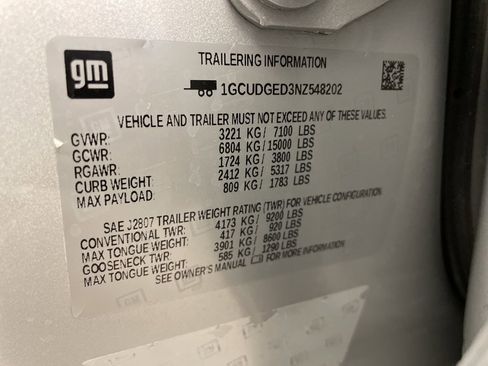 gm
TRAILERING INFORMATION
1GCUDGED3NZ548202
VEHICLE AND TRAILER MUST NOT EXCEED ANY OF THESE VALUES.
GVWR: 3221 KG/ 7100 LBS
GCWR: 6804 KG/15000 LBS
RGAWR: 1724 KG/ 3800 LBS
CURB WEIGHT: 2412 KG/ 5317 LBS
MAX PAYLOAD: 809 KG/ 1783 LBS
SAE J2807 TRAILER WEIGHT RATING (TWR) FOR VEHICLE CONFIGURATION.
CONVENTIONAL TWR: 4173 KG/ 9200 LBS
MAX TONGUE WEIGHT: 417 KG/ 920 LBS
GOOSENECK TWR: 3901 KG/ 8600 LBS
MAX TONGUE WEIGHT: 585 KG/ 1290 LBS
SEE OWNER'S MANUAL FOR MORE INFORMATION